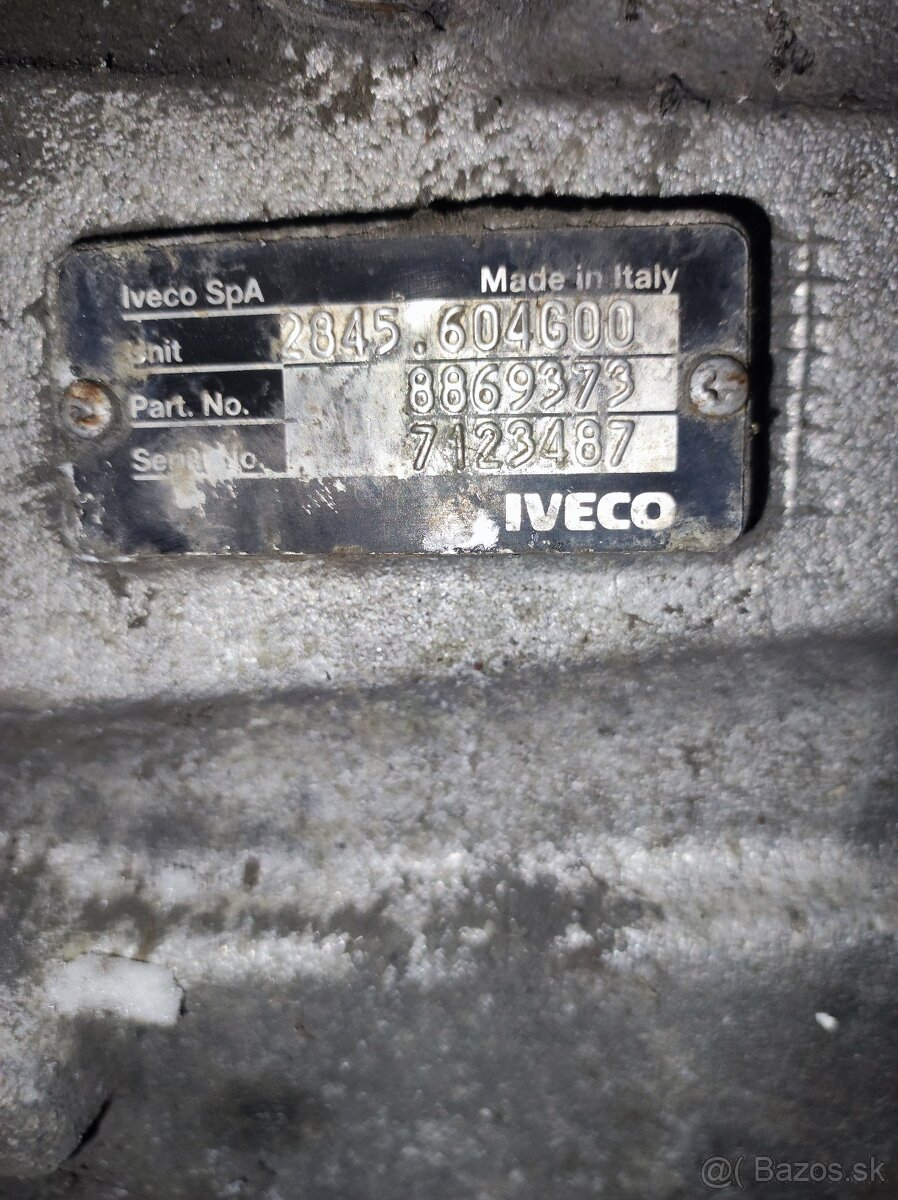 Iveco SpA Made in Italy
Unit 2845.604G00
Part. No. 8869373
Serial No. 7123487
IVECO
@( Bazos.sk